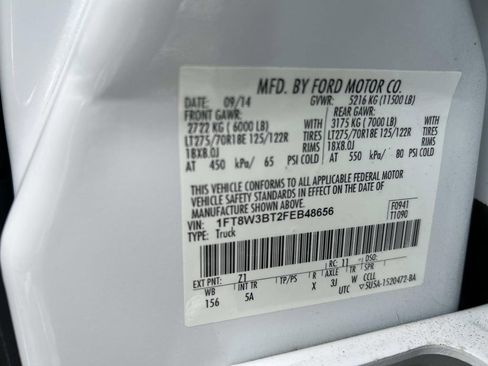 MFD. BY FORD MOTOR CO.
DATE: 09/14 GVWR: 5216 KG (11500 LB)
FRONT GAWR: REAR GAWR:
2722 KG ( 6000 LB) 3175 KG ( 7000 LB)
LT275/70R18E 125/122R TIRES LT275/70R18E 125/122R TIRES
18X8.0J RIMS 18X8.0J RIMS
AT 450 kPa/ 65 PSI COLD AT 550 kPa/ 80 PSI COLD
THIS VEHICLE CONFORMS TO ALL APPLICABLE FEDERAL MOTOR
VEHICLE SAFETY STANDARDS IN EFFECT ON THE DATE OF
MANUFACTURE SHOWN ABOVE.
VIN: 1FT8W3BT2FEB48656 F0941
TYPE: Truck T1090
EXT PNT: Z1 RC: 11 DSO:
WB INT TR TP/PS R AXLE TR SPR
156 5A X 3J W CCLL
UTC 5U5A-1520472-BA